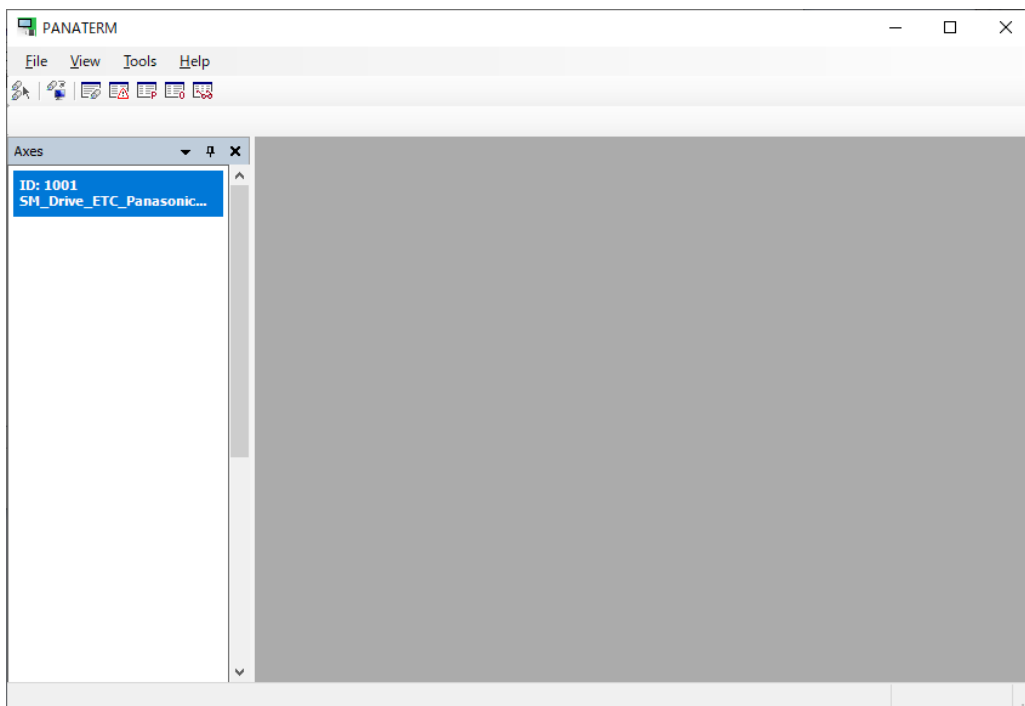 PANATERM
File View Tools Help
Axes
ID: 1001
SM_Drive_ETC_Panasonic...